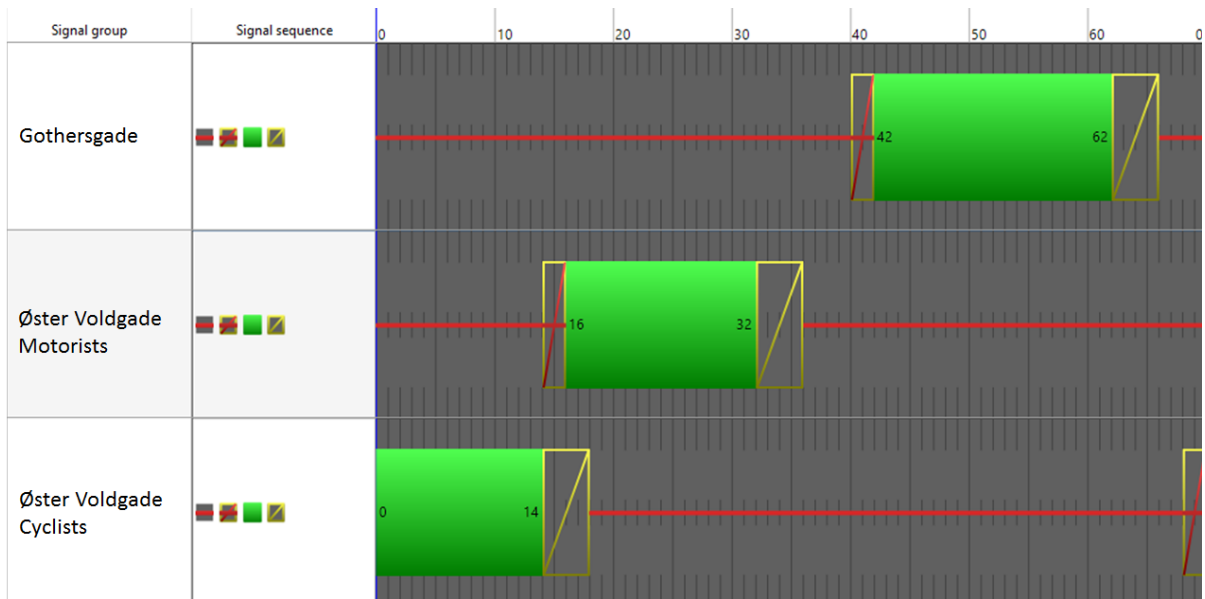 Signal group Signal sequence 0 10 20 30 40 50 60 0
Gothersgade 42 62
Øster Voldgade
Motorists
16 32
Øster Voldgade
Cyclists
0 14